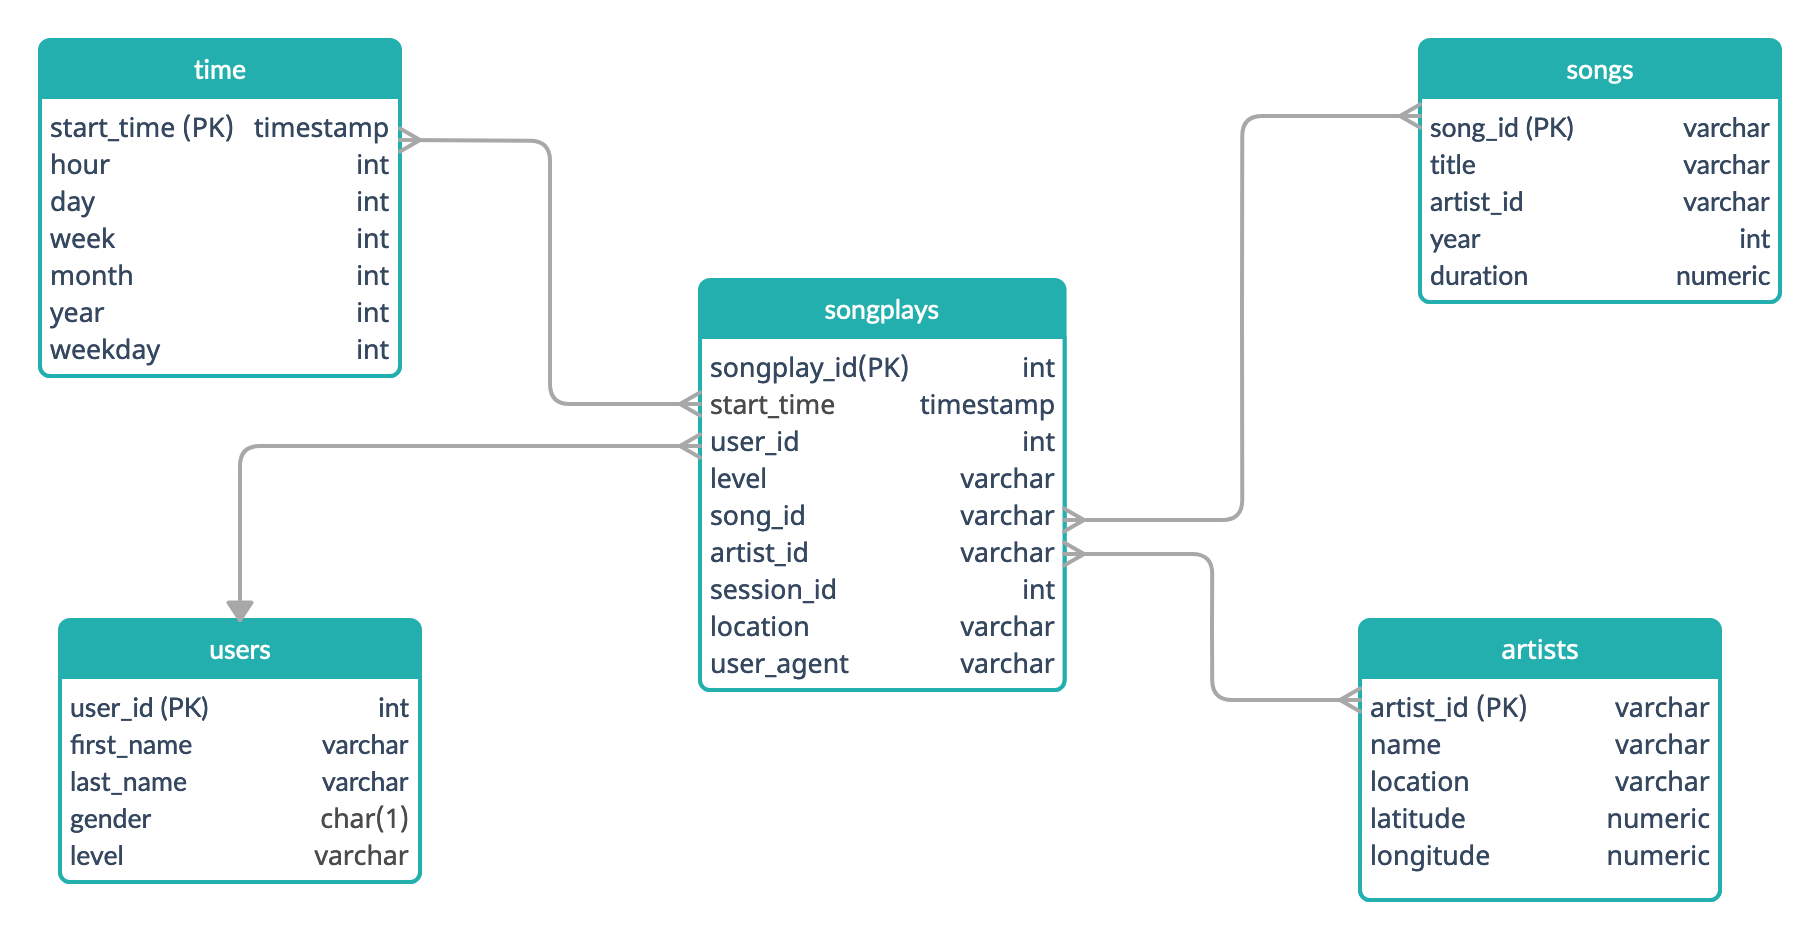 time
start_time (PK) timestamp
hour int
day int
week int
month int
year int
weekday int
songs
song_id (PK) varchar
title varchar
artist_id varchar
year int
duration numeric
songplays
songplay_id(PK) int
start_time timestamp
user_id int
level varchar
song_id varchar
artist_id varchar
session_id int
location varchar
user_agent varchar
users
user_id (PK) int
first_name varchar
last_name varchar
gender char(1)
level varchar
artists
artist_id (PK) varchar
name varchar
location varchar
latitude numeric
longitude numeric